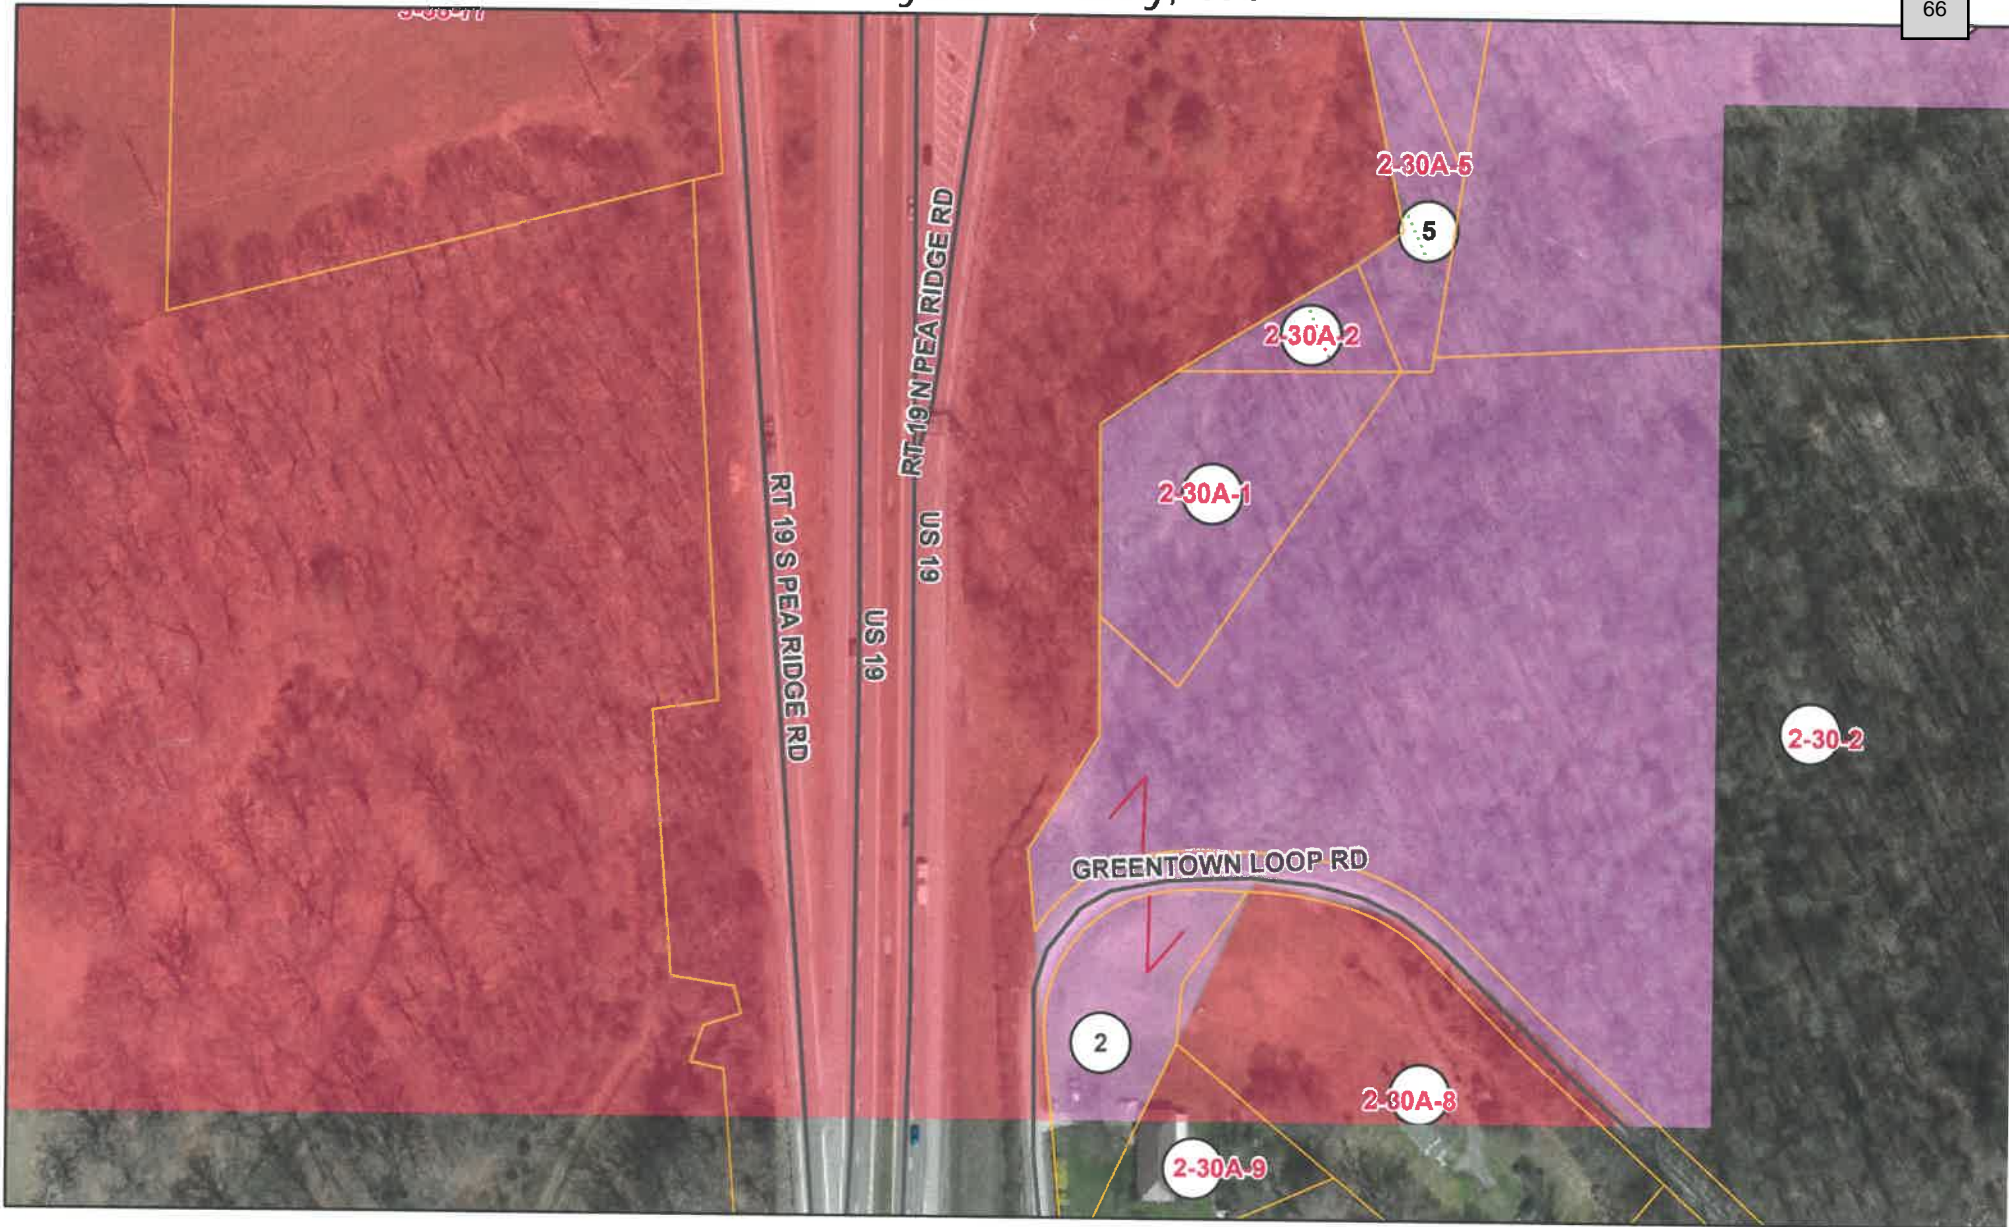 66
2-30A-5
5
2-30A-2
RT 19 N PEA RIDGE RD
2-30A-1
RT 19 S PEA RIDGE RD
US 19
US 19
2-30-2
GREENTOWN LOOP RD
2
2-30A-8
2-30A-9